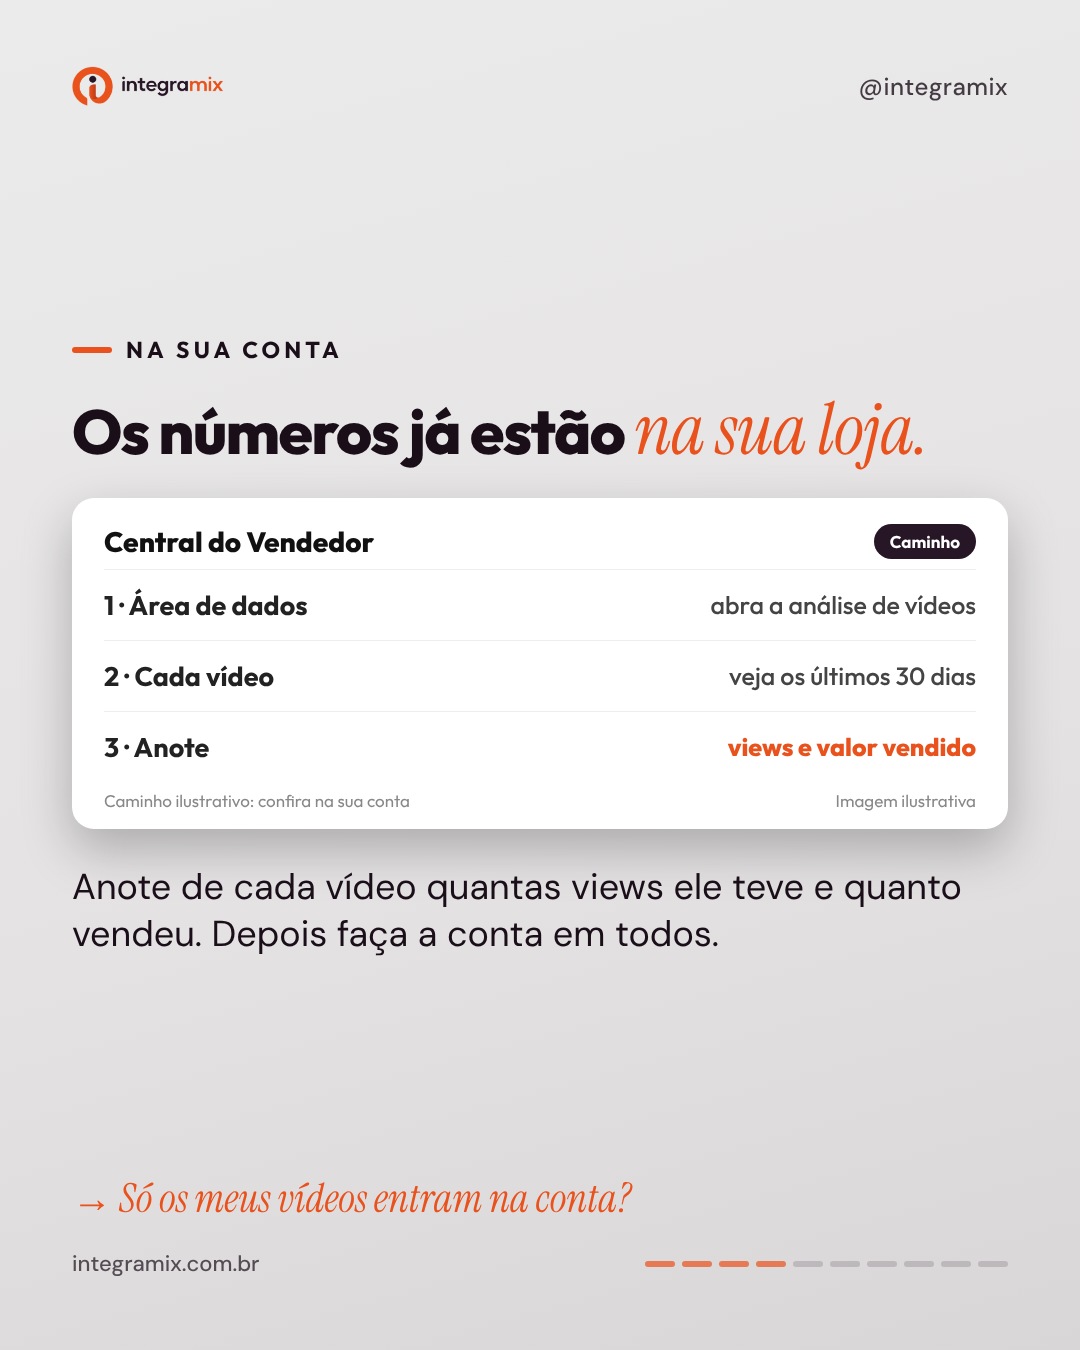 integramix
@integramix
NA SUA CONTA
Os números já estão na sua loja.
Central do Vendedor
Caminho
1 · Área de dados
abra a análise de vídeos
2 · Cada vídeo
veja os últimos 30 dias
3 · Anote
views e valor vendido
Caminho ilustrativo: confira na sua conta
Imagem ilustrativa
Anote de cada vídeo quantas views ele teve e quanto
vendeu. Depois faça a conta em todos.
→ Só os meus vídeos entram na conta?
integramix.com.br